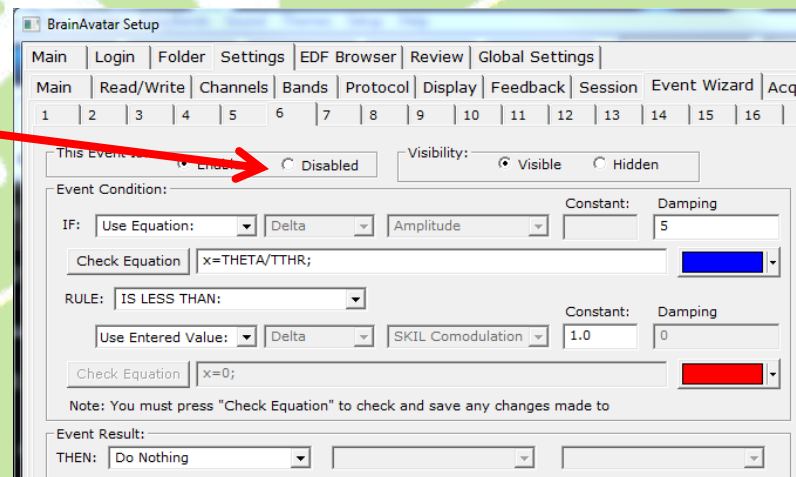 BrainAvatar Setup
Main Login Folder Settings EDF Browser Review Global Settings
Main Read/Write Channels Bands Protocol Display Feedback Session Event Wizard Acq
1 2 3 4 5 6 7 8 9 10 11 12 13 14 15 16
This Event Disabled Visibility: Visible Hidden
Event Condition:
Constant: Damping
IF: Use Equation: Delta Amplitude 5
Check Equation x=THETA/TTHR;
RULE: IS LESS THAN:
Constant: Damping
Use Entered Value: Delta SKIL Comodulation 1.0 0
Check Equation x=0;
Note: You must press "Check Equation" to check and save any changes made to
Event Result:
THEN: Do Nothing